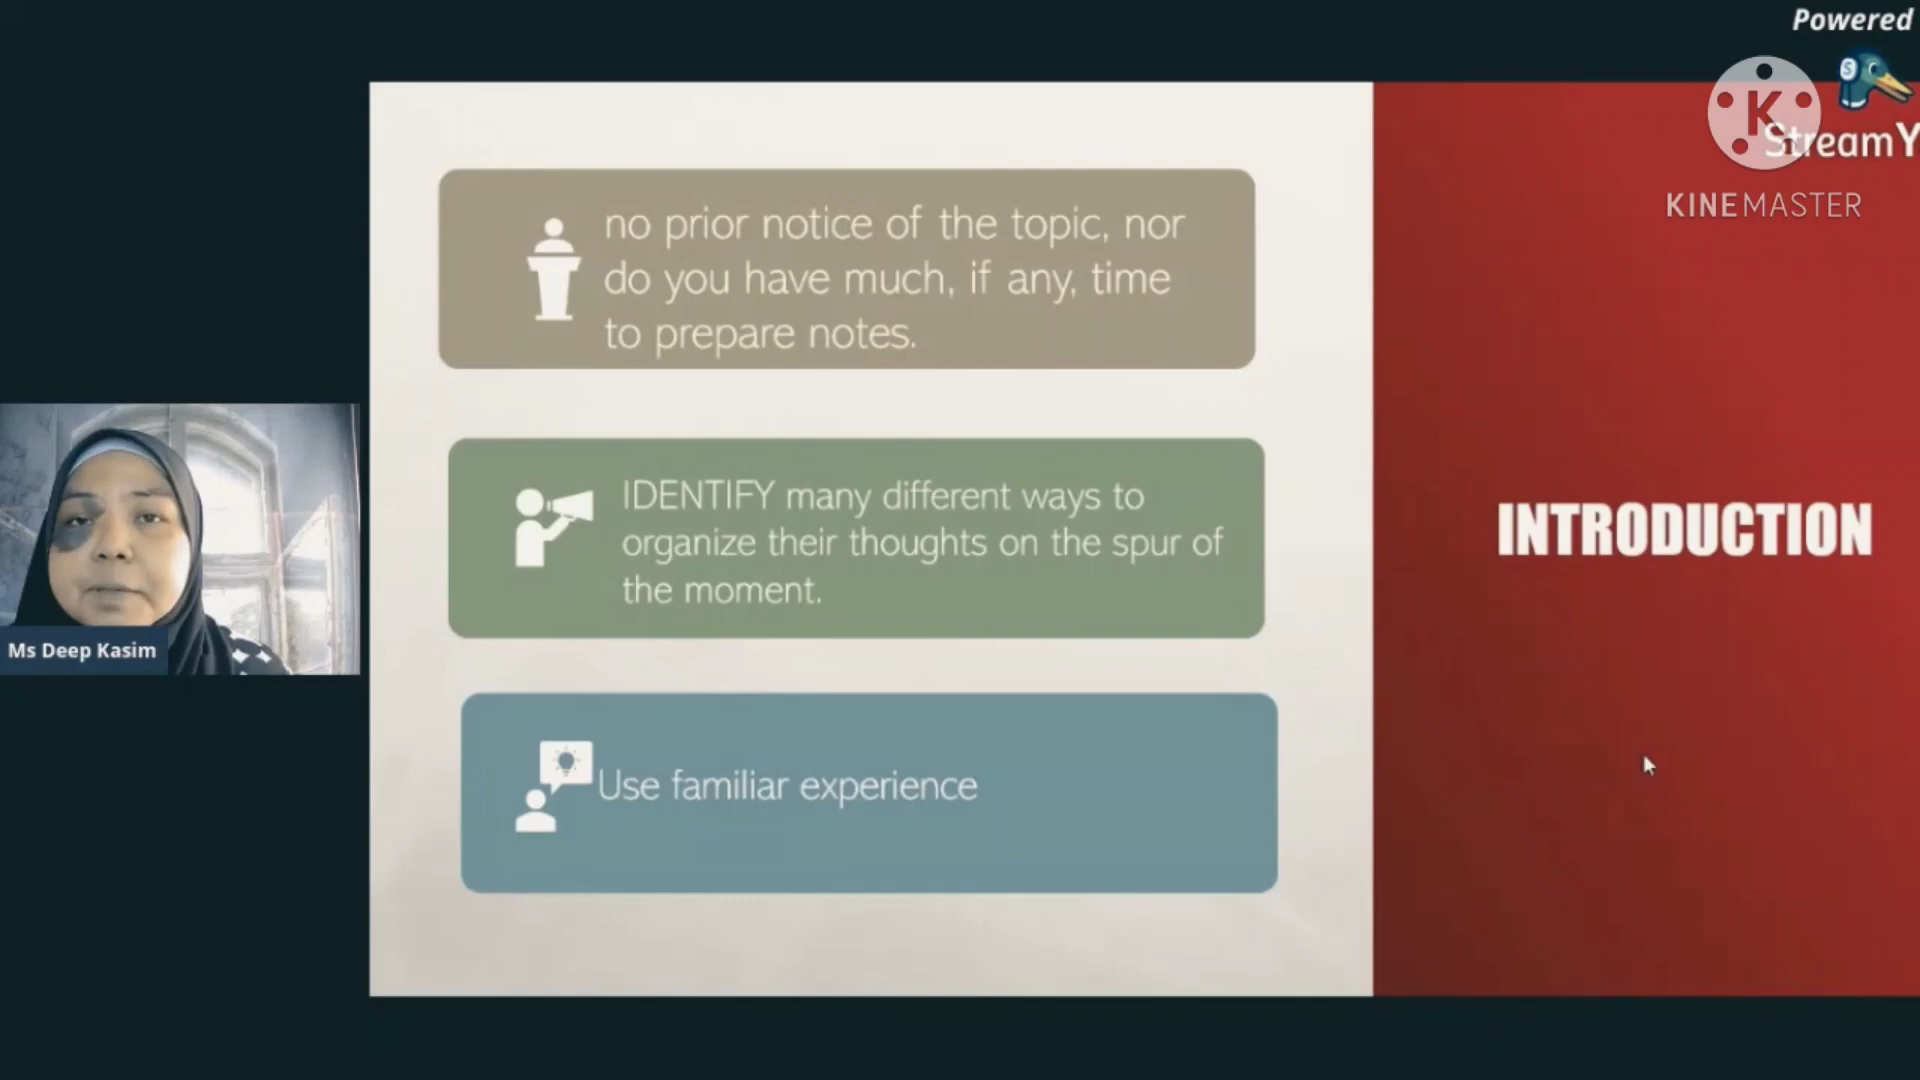 Powered
StreamY
K
KINEMASTER
no prior notice of the topic, nor
do you have much, if any, time
to prepare notes.
IDENTIFY many different ways to
organize their thoughts on the spur of
the moment.
Use familiar experience
INTRODUCTION
Ms Deep Kasim